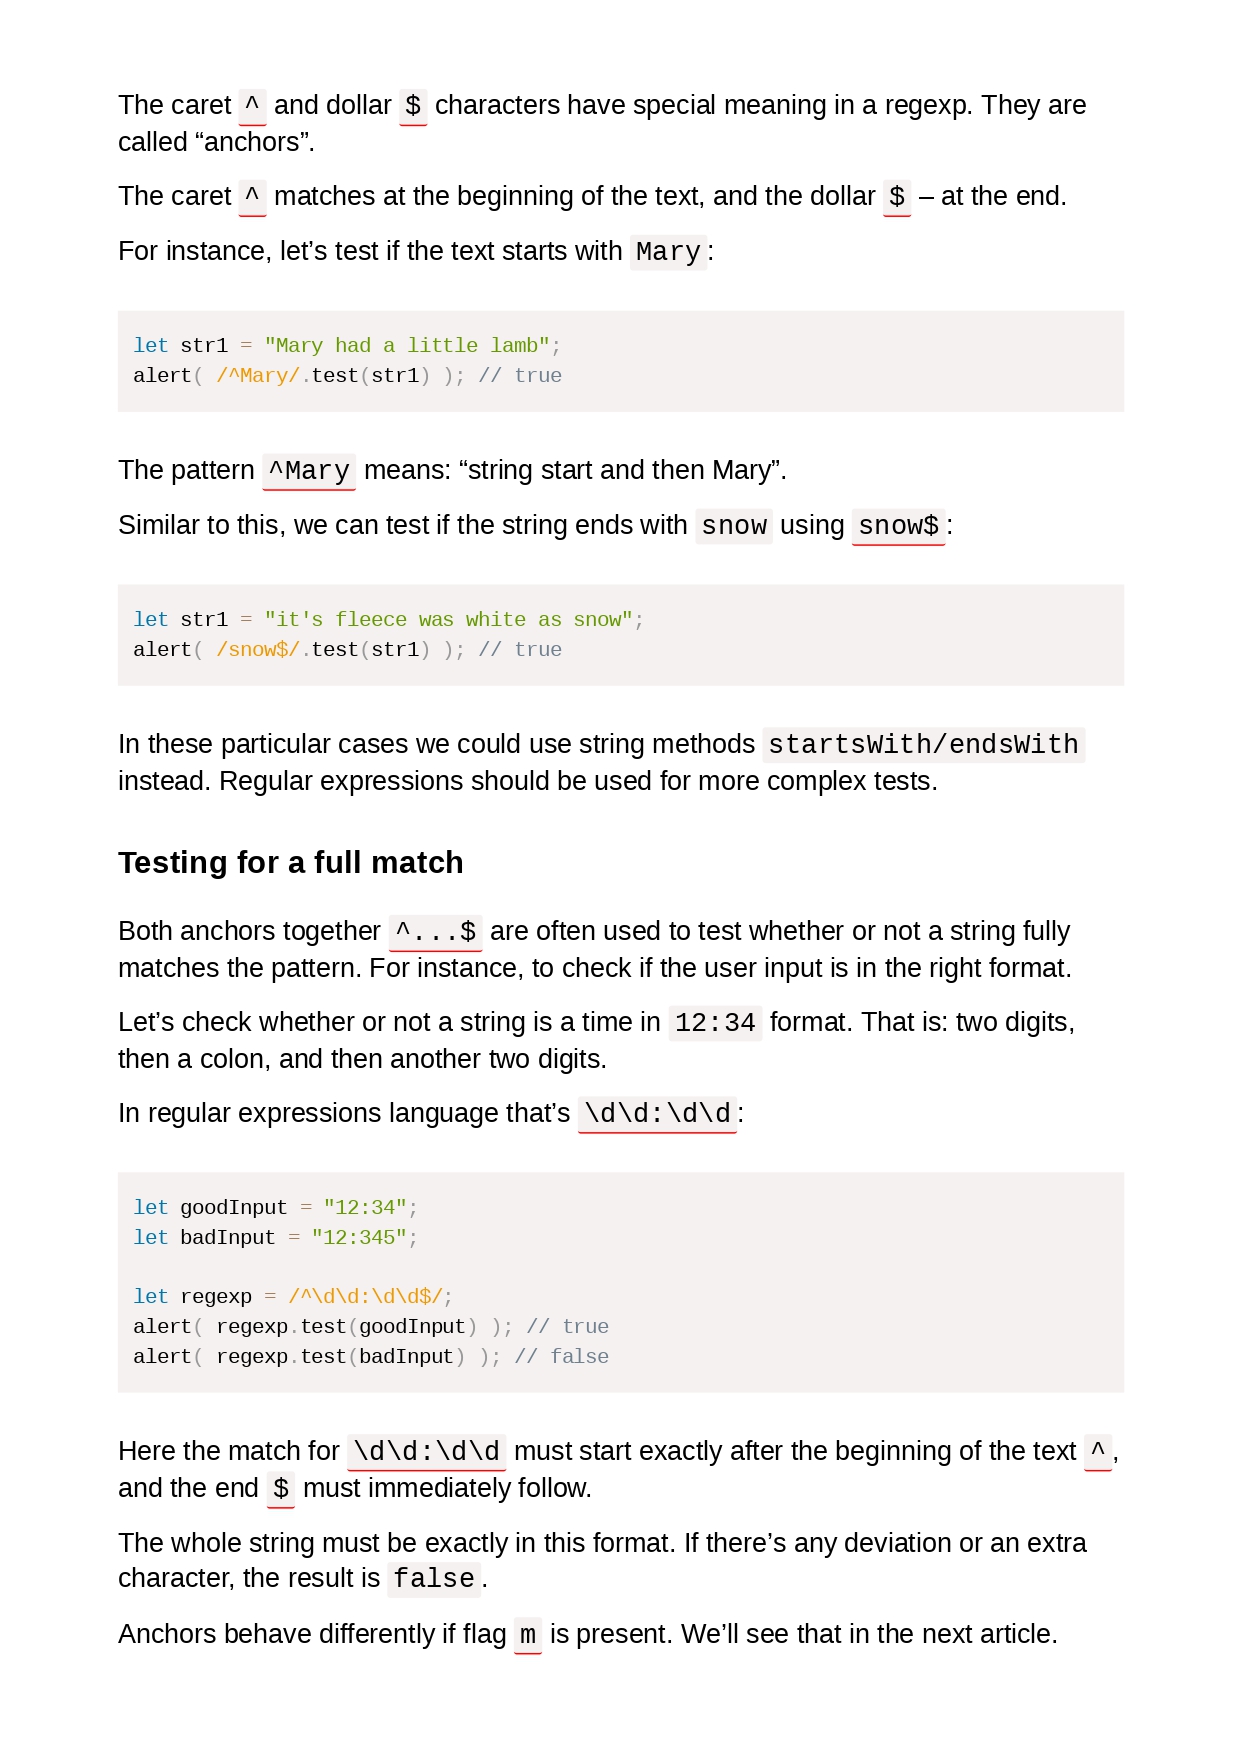 The caret ^ and dollar $ characters have special meaning in a regexp. They are
called “anchors”.
The caret ^ matches at the beginning of the text, and the dollar $ – at the end.
For instance, let’s test if the text starts with Mary:
let str1 = "Mary had a little lamb";
alert( /^Mary/.test(str1) ); // true
The pattern ^Mary means: “string start and then Mary”.
Similar to this, we can test if the string ends with snow using snow$:
let str1 = "it's fleece was white as snow";
alert( /snow$/.test(str1) ); // true
In these particular cases we could use string methods startsWith/endsWith
instead. Regular expressions should be used for more complex tests.
Testing for a full match
Both anchors together ^...$ are often used to test whether or not a string fully
matches the pattern. For instance, to check if the user input is in the right format.
Let’s check whether or not a string is a time in 12:34 format. That is: two digits,
then a colon, and then another two digits.
In regular expressions language that’s \d\d:\d\d:
let goodInput = "12:34";
let badInput = "12:345";
let regexp = /^\d\d:\d\d$/;
alert( regexp.test(goodInput) ); // true
alert( regexp.test(badInput) ); // false
Here the match for \d\d:\d\d must start exactly after the beginning of the text ^,
and the end $ must immediately follow.
The whole string must be exactly in this format. If there’s any deviation or an extra
character, the result is false.
Anchors behave differently if flag m is present. We’ll see that in the next article.